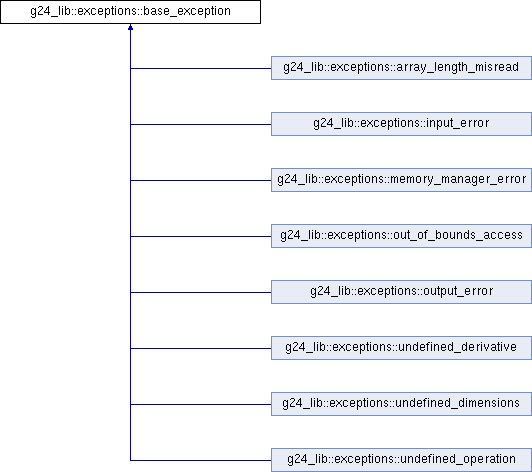 g24_lib::exceptions::base_exception
g24_lib::exceptions::array_length_misread
g24_lib::exceptions::input_error
g24_lib::exceptions::memory_manager_error
g24_lib::exceptions::out_of_bounds_access
g24_lib::exceptions::output_error
g24_lib::exceptions::undefined_derivative
g24_lib::exceptions::undefined_dimensions
g24_lib::exceptions::undefined_operation